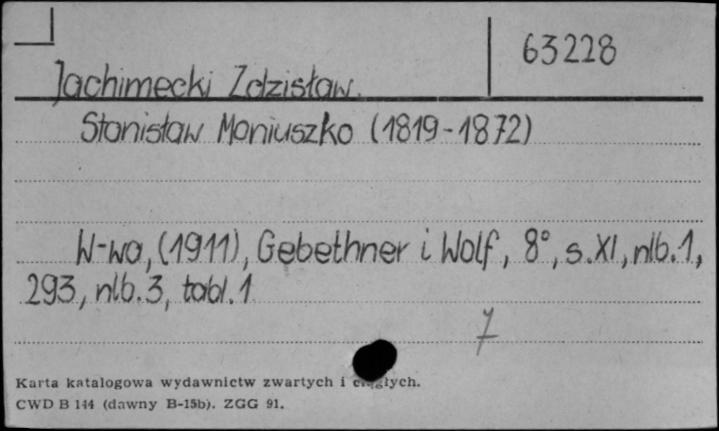 63228
Jachimecki Zdzisław.
Stanisław Moniuszko (1819-1872)
W-wa, (1911), Gebethner i Wolf, 8°, s. XI, nlb. 1,
293, nlb. 3, tabl. 1
7
Karta katalogowa wydawnictw zwartych i ciągłych.
CWD B 144 (dawny B-15b). ZGG 91.